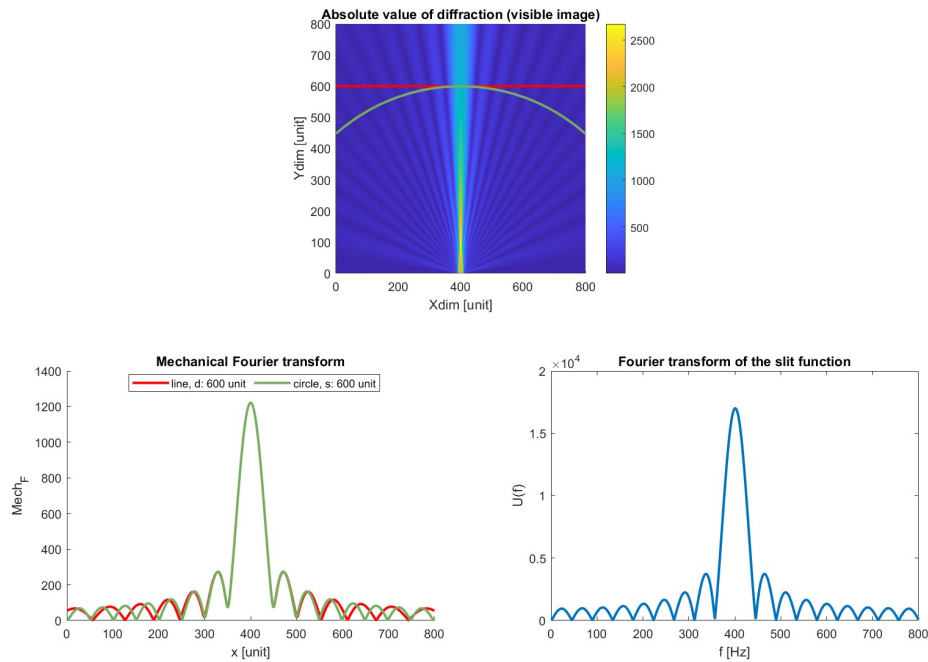 Absolute value of diffraction (visible image)
800
700
600
500
400
300
200
100
0
Ydim [unit]
0 200 400 600 800
Xdim [unit]
2500
2000
1500
1000
500
Mechanical Fourier transform
line, d: 600 unit circle, s: 600 unit
1400
1200
1000
800
600
400
200
0
Mech_F
0 100 200 300 400 500 600 700 800
x [unit]
Fourier transform of the slit function
×10^4
2
1.5
1
0.5
0
U(f)
0 100 200 300 400 500 600 700 800
f [Hz]